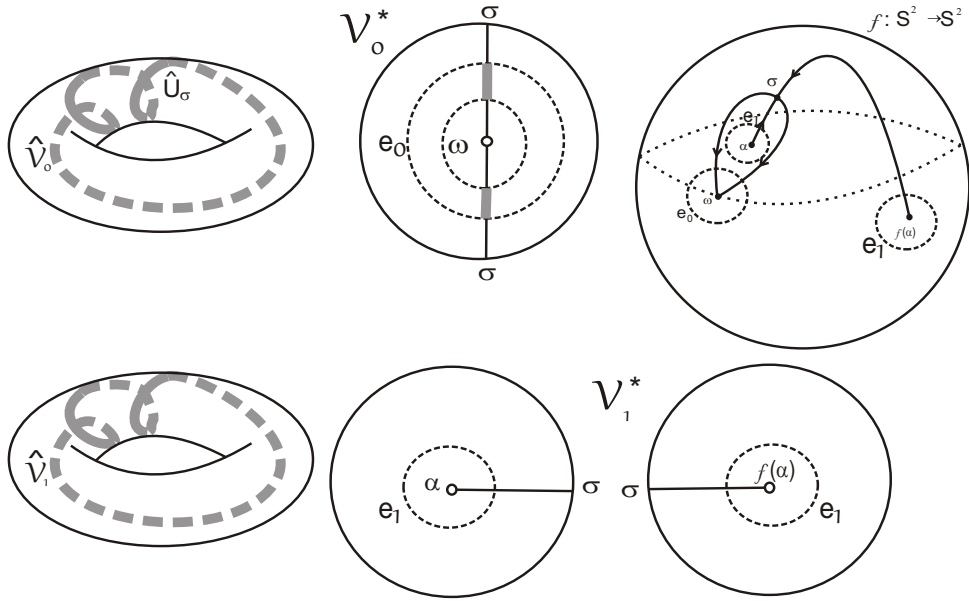 Û_σ
𝒱̂₀
𝒱₀*
σ
e₀
ω
σ
f : S² → S²
σ
e₁
α
ω
e₀
f(α)
e₁
𝒱̂₁
α
e₁
σ
𝒱₁*
σ
f(α)
e₁